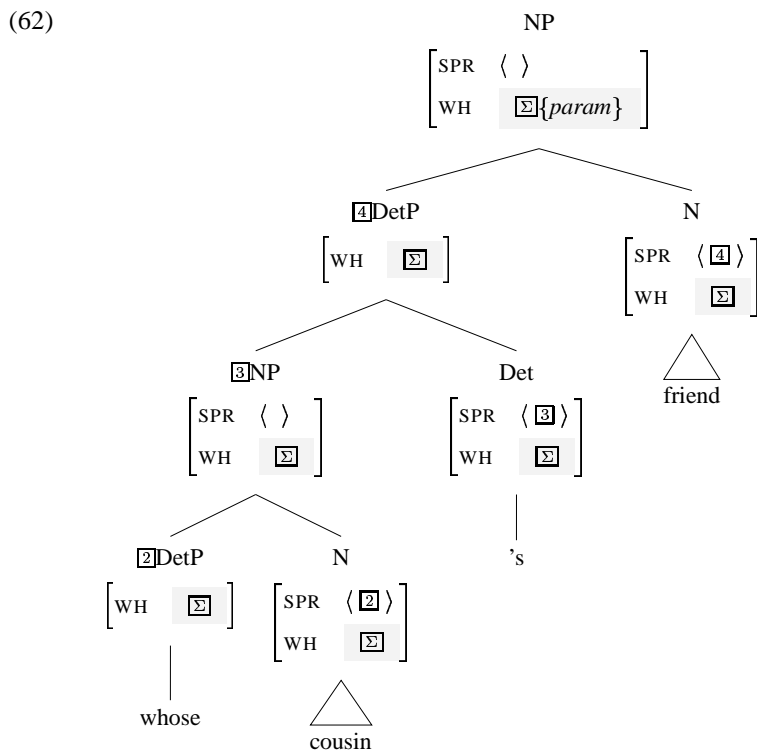 (62) NP
SPR ⟨ ⟩
WH Σ{param}
4DetP N
WH Σ SPR ⟨ 4 ⟩
WH Σ
3NP Det friend
SPR ⟨ ⟩ SPR ⟨ 3 ⟩
WH Σ WH Σ
2DetP N 's
WH Σ SPR ⟨ 2 ⟩
WH Σ
whose
cousin